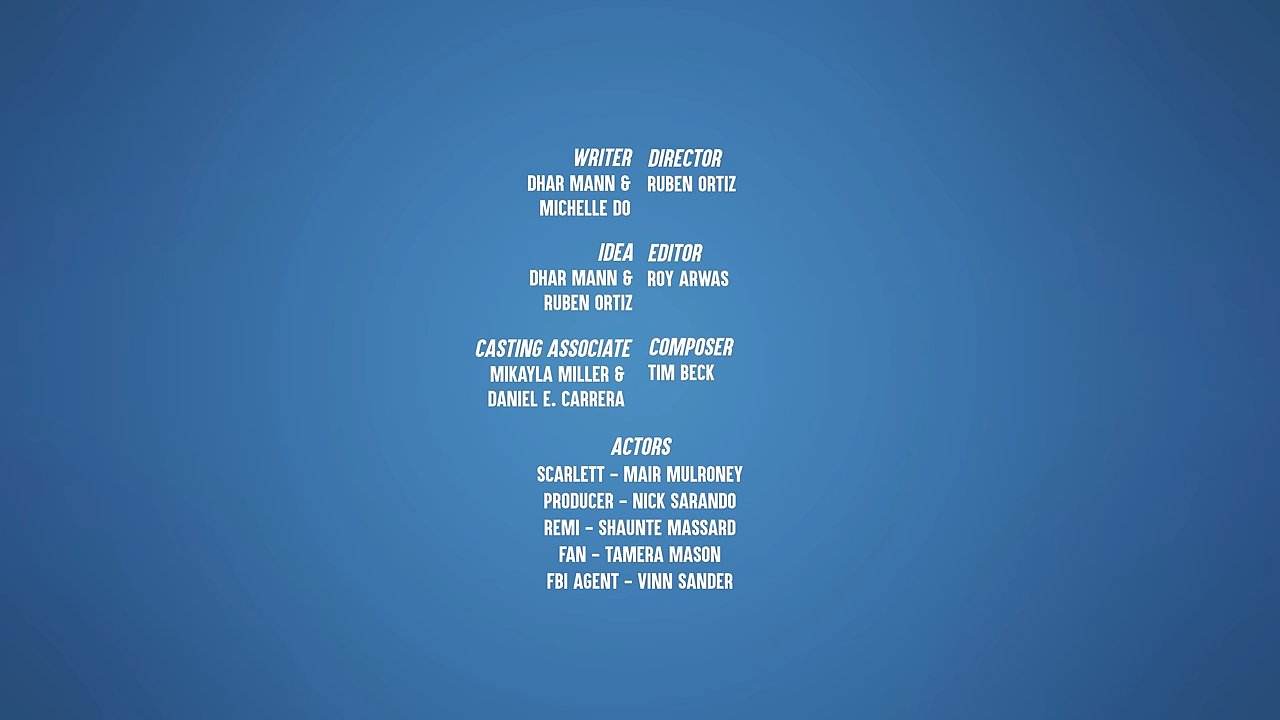 WRITER
DHAR MANN &
MICHELLE DO
DIRECTOR
RUBEN ORTIZ
IDEA
DHAR MANN &
RUBEN ORTIZ
EDITOR
ROY ARWAS
CASTING ASSOCIATE
MIKAYLA MILLER &
DANIEL E. CARRERA
COMPOSER
TIM BECK
ACTORS
SCARLETT – MAIR MULRONEY
PRODUCER – NICK SARANDO
REMI – SHAUNTE MASSARD
FAN – TAMERA MASON
FBI AGENT – VINN SANDER